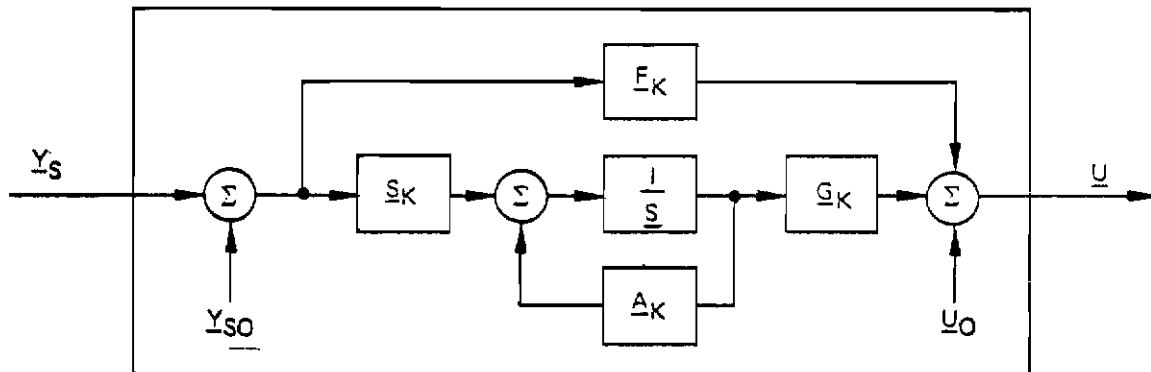 F_K
Y_S
Σ
S_K
Σ
1
S
G_K
Σ
U
A_K
Y_SO
U_O